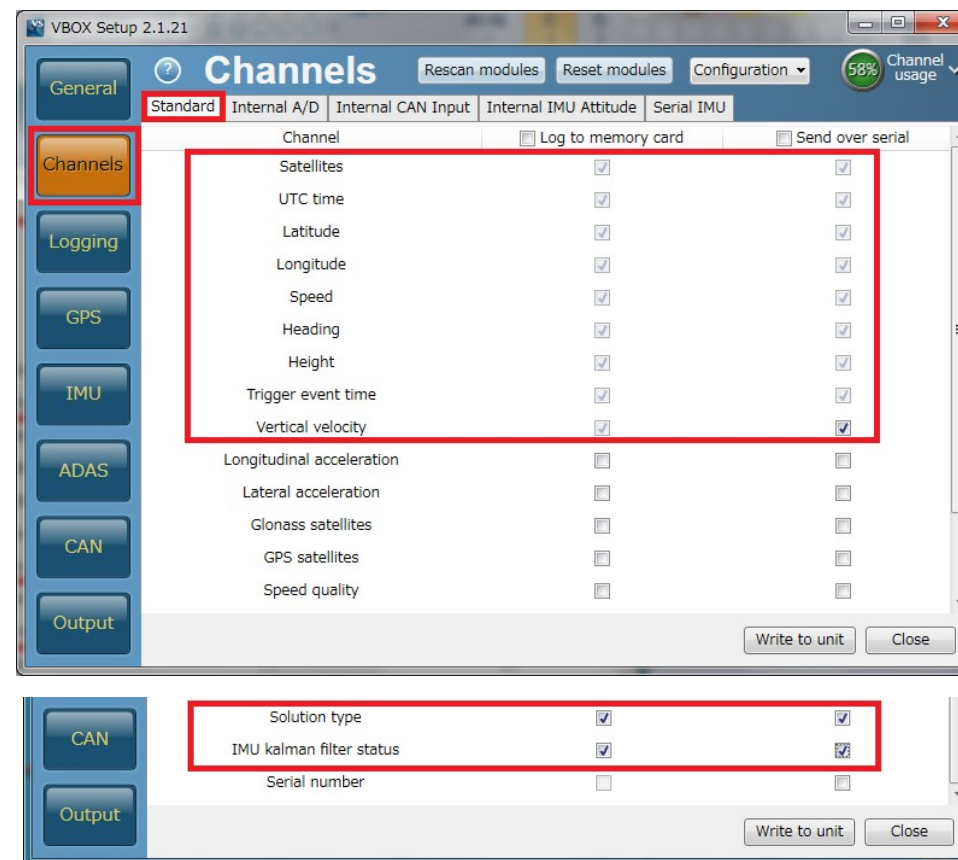 VBOX Setup 2.1.21
General
Channels
Rescan modules
Reset modules
Configuration
58%
Channel usage
Standard
Internal A/D
Internal CAN Input
Internal IMU Attitude
Serial IMU
Channel
Log to memory card
Send over serial
Channels
Satellites
UTC time
Logging
Latitude
Longitude
Speed
GPS
Heading
Height
IMU
Trigger event time
Vertical velocity
ADAS
Longitudinal acceleration
Lateral acceleration
Glonass satellites
CAN
GPS satellites
Speed quality
Output
Write to unit
Close
CAN
Solution type
IMU kalman filter status
Serial number
Output
Write to unit
Close